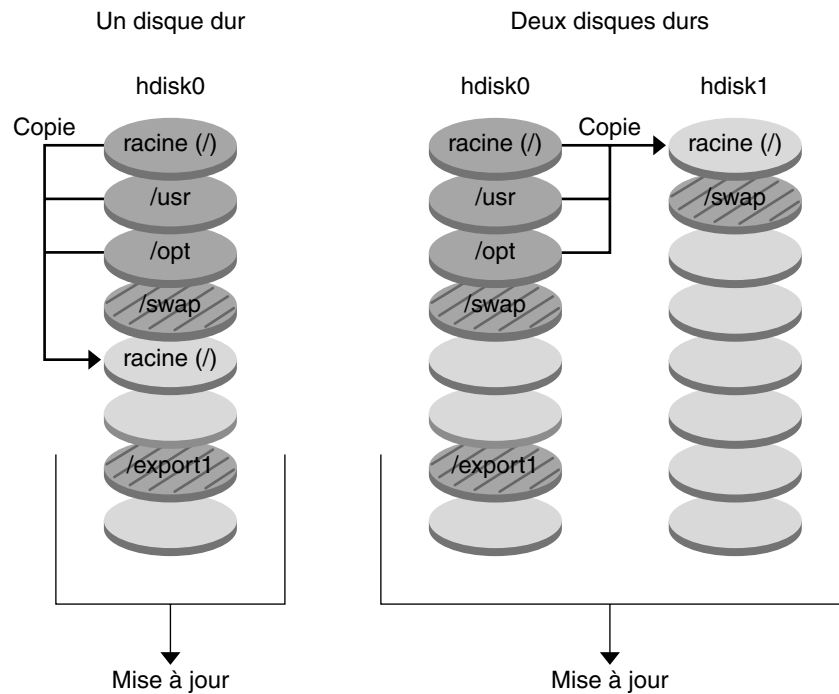 Un disque dur
hdisk0
Copie
racine (/)
/usr
/opt
/swap
racine (/)
/export1
Mise à jour
Deux disques durs
hdisk0
hdisk1
racine (/)
Copie
racine (/)
/usr
/swap
/opt
/swap
/export1
Mise à jour